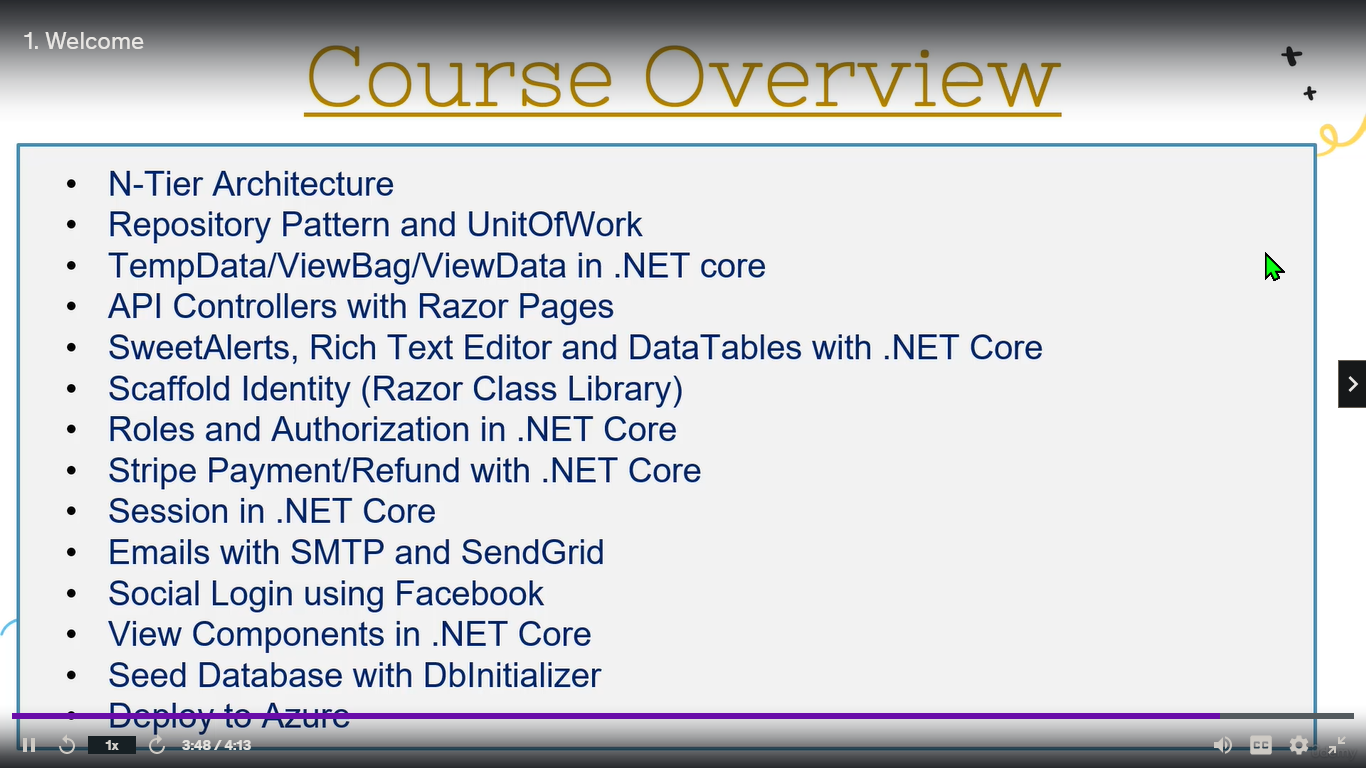 1. Welcome
Course Overview
• N-Tier Architecture
• Repository Pattern and UnitOfWork
• TempData/ViewBag/ViewData in .NET core
• API Controllers with Razor Pages
• SweetAlerts, Rich Text Editor and DataTables with .NET Core
• Scaffold Identity (Razor Class Library)
• Roles and Authorization in .NET Core
• Stripe Payment/Refund with .NET Core
• Session in .NET Core
• Emails with SMTP and SendGrid
• Social Login using Facebook
• View Components in .NET Core
• Seed Database with DbInitializer
• Deploy to Azure
1x
3:48 / 4:13
CC